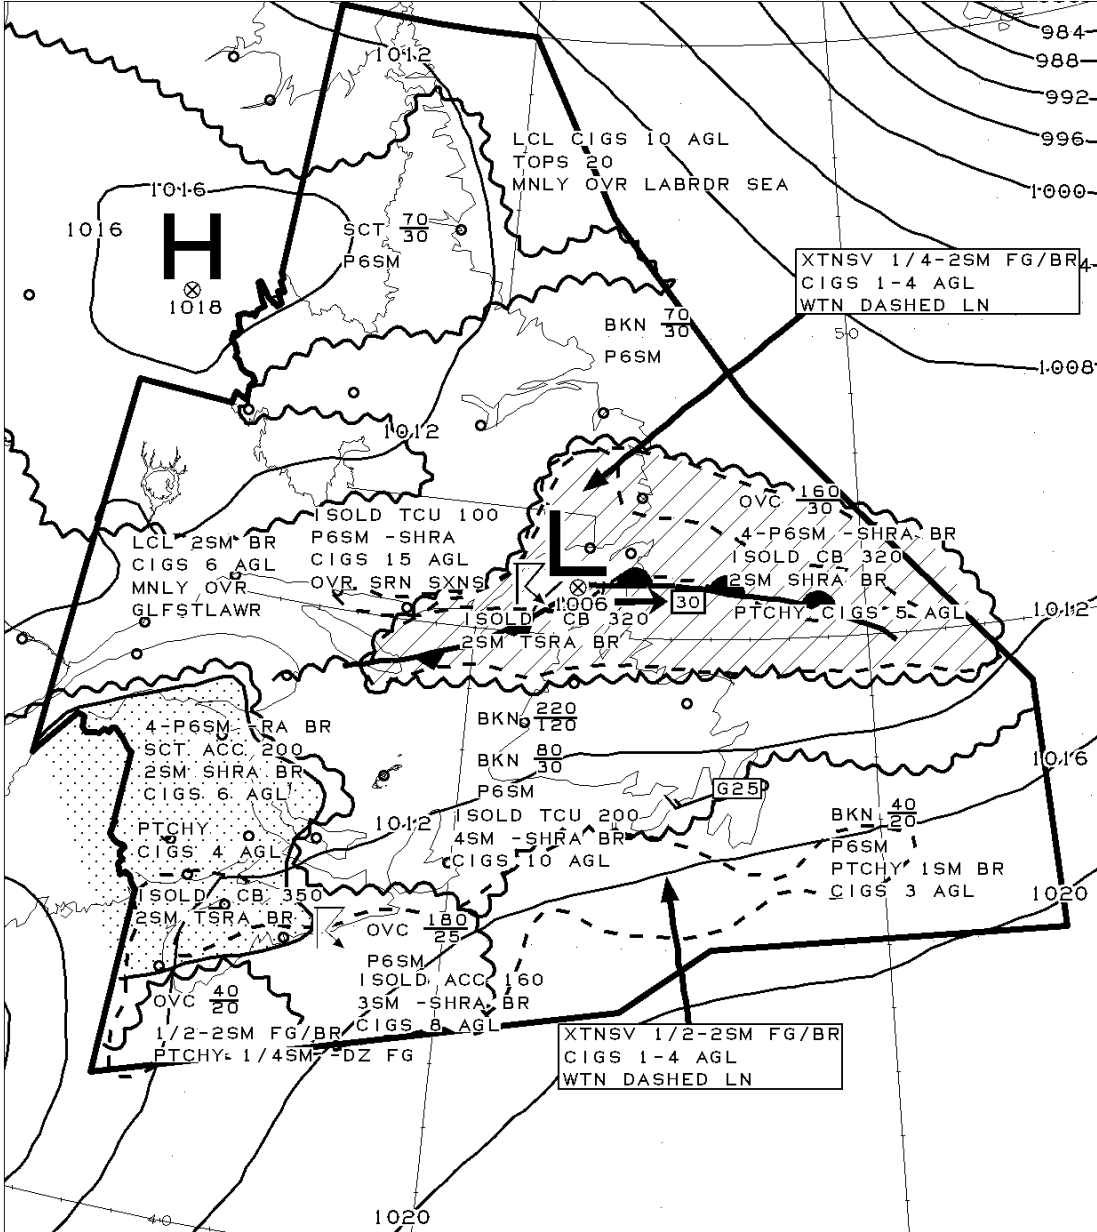 984
988
992
996
1000
4
1008
1012
1016
H
1016
1018
SCT 70
30
P6SM
LCL CIGS 10 AGL
TOPS 20
MNLY OVR LABRDR SEA
XTNSV 1/4-2SM FG/BR
CIGS 1-4 AGL
WTN DASHED LN
50
BKN 70
30
P6SM
1012
LCL 2SM BR
CIGS 6 AGL
MNLY OVR
GLFSTLAWR
ISOLD TCU 100
P6SM -SHRA
CIGS 15 AGL
OVR SRN SXNS
L
1006
30
ISOLD CB 320
2SM TSRA BR
OVC 160
30
4-P6SM -SHRA BR
ISOLD CB 320
2SM SHRA BR
PTCHY CIGS 5 AGL
1012
4-P6SM -RA BR
SCT ACC 200
2SM SHRA BR
CIGS 6 AGL
PTCHY
CIGS 4 AGL
ISOLD CB 350
2SM TSRA BR
BKN 220
120
BKN 80
30
P6SM
ISOLD TCU 200
4SM -SHRA BR
CIGS 10 AGL
G25
1016
1012
BKN 40
20
P6SM
PTCHY 1SM BR
CIGS 3 AGL
1020
OVC 180
25
P6SM
ISOLD ACC 160
3SM -SHRA BR
CIGS 8 AGL
OVC 40
20
1/2-2SM FG/BR
PTCHY 1/4SM -DZ FG
XTNSV 1/2-2SM FG/BR
CIGS 1-4 AGL
WTN DASHED LN
40
1020